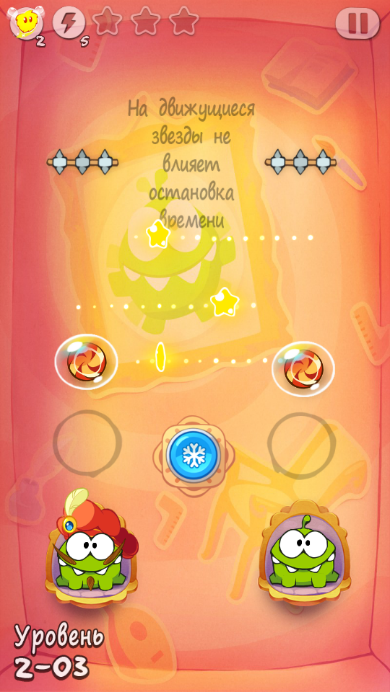 2
5
На движущиеся
звезды не
влияет
остановка
времени
Уровень
2-03